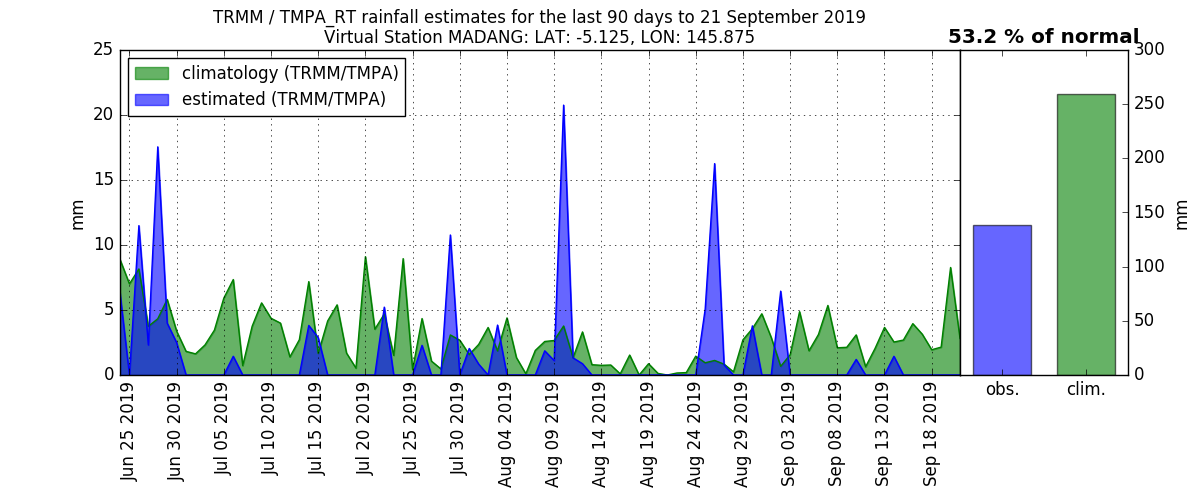 TRMM / TMPA_RT rainfall estimates for the last 90 days to 21 September 2019
Virtual Station MADANG: LAT: -5.125, LON: 145.875
53.2 % of normal
climatology (TRMM/TMPA)
estimated (TRMM/TMPA)
mm
25
20
15
10
5
0
Jun 25 2019
Jun 30 2019
Jul 05 2019
Jul 10 2019
Jul 15 2019
Jul 20 2019
Jul 25 2019
Jul 30 2019
Aug 04 2019
Aug 09 2019
Aug 14 2019
Aug 19 2019
Aug 24 2019
Aug 29 2019
Sep 03 2019
Sep 08 2019
Sep 13 2019
Sep 18 2019
obs.
clim.
300
250
200
150
100
50
0
mm